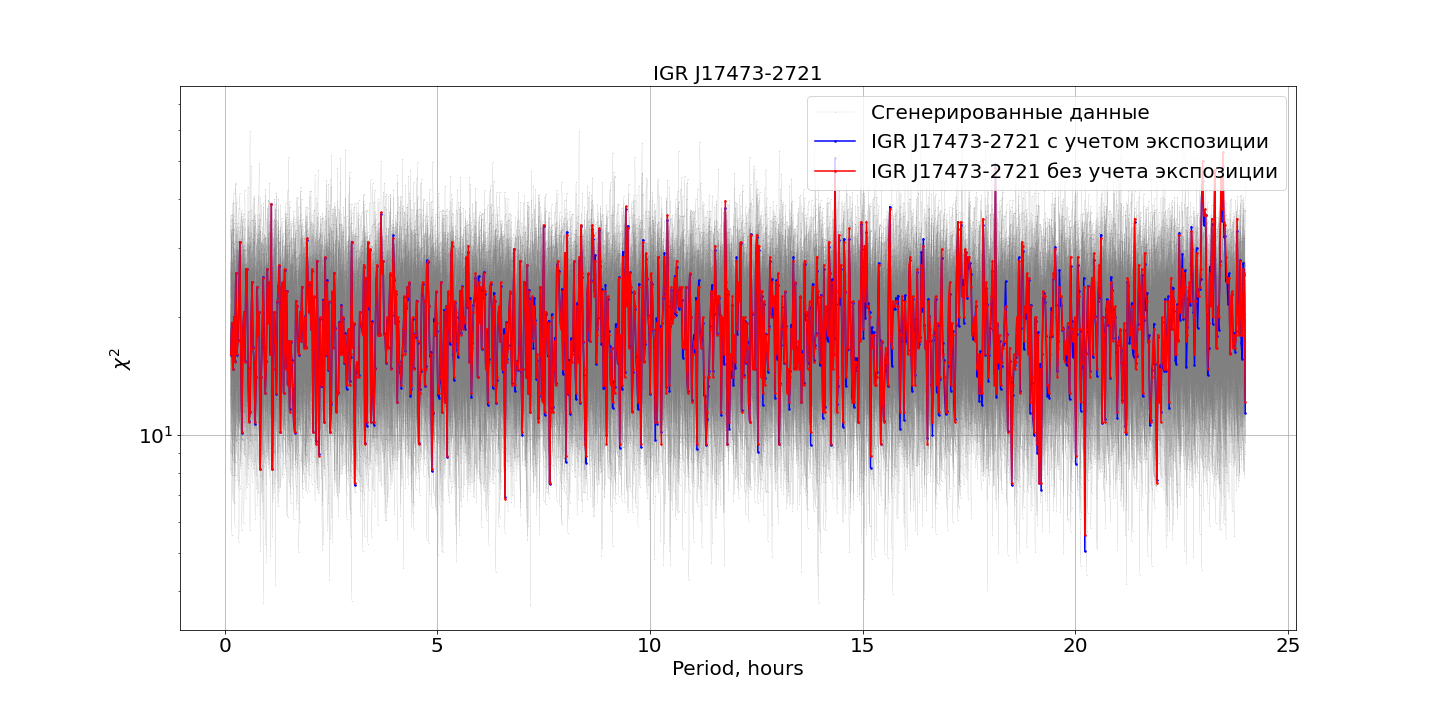 IGR J17473-2721
Сгенерированные данные
IGR J17473-2721 с учетом экспозиции
IGR J17473-2721 без учета экспозиции
χ²
10¹
0 5 10 15 20 25
Period, hours